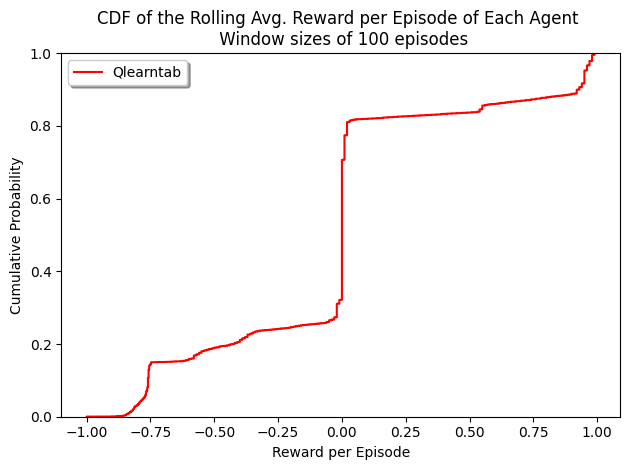 CDF of the Rolling Avg. Reward per Episode of Each Agent
Window sizes of 100 episodes
Qlearntab
1.0
0.8
0.6
0.4
0.2
0.0
Cumulative Probability
−1.00 −0.75 −0.50 −0.25 0.00 0.25 0.50 0.75 1.00
Reward per Episode